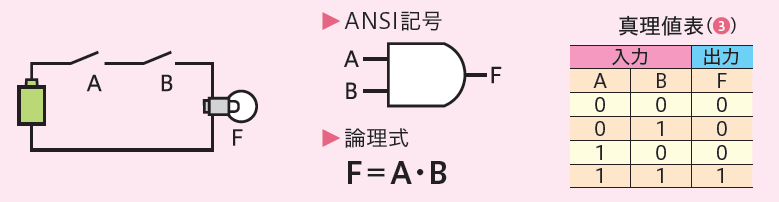 A B
F
▶ANSI記号
A
B
F
▶論理式
F=A・B
真理値表(❸)
入力 出力
A B F
0 0 0
0 1 0
1 0 0
1 1 1